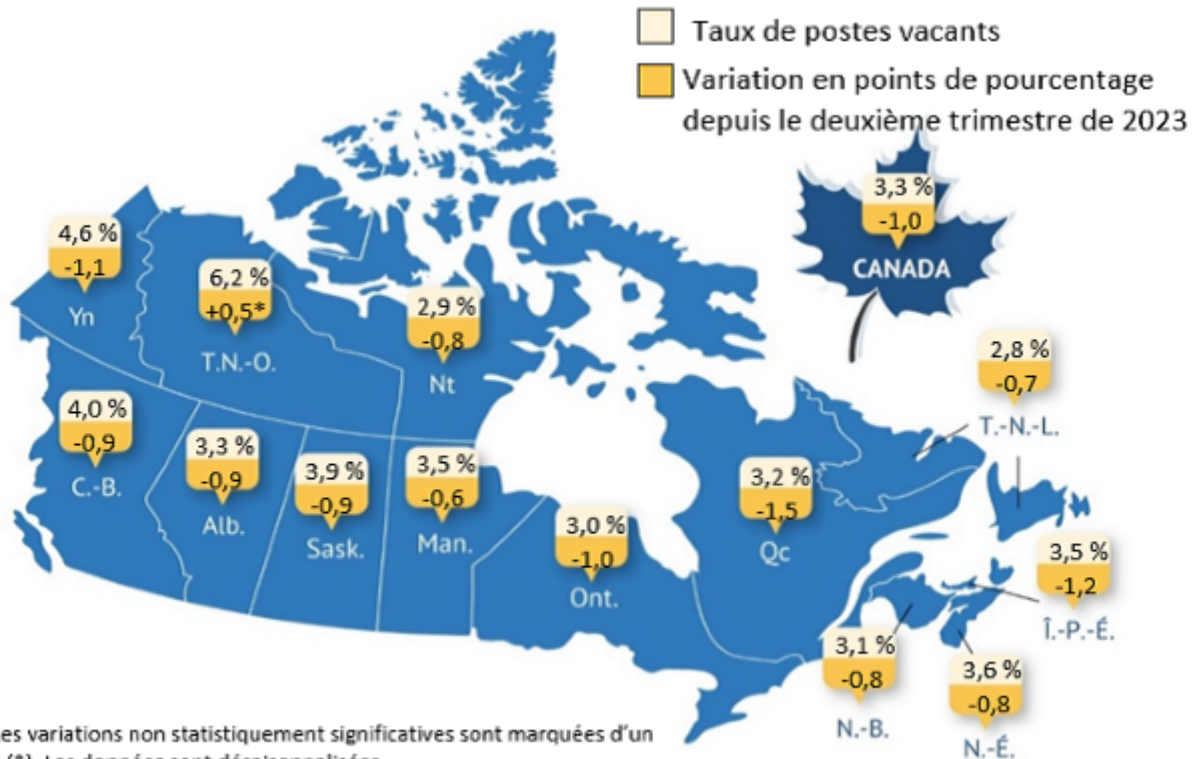 Taux de postes vacants
Variation en points de pourcentage
depuis le deuxième trimestre de 2023
3,3 %
-1,0
CANADA
4,6 %
-1,1
Yn
6,2 %
+0,5*
T.N.-O.
2,9 %
-0,8
Nt
2,8 %
-0,7
T.-N.-L.
4,0 %
-0,9
C.-B.
3,3 %
-0,9
Alb.
3,9 %
-0,9
Sask.
3,5 %
-0,6
Man.
3,0 %
-1,0
Ont.
3,2 %
-1,5
Qc
3,5 %
-1,2
Î.-P.-É.
3,1 %
-0,8
N.-B.
3,6 %
-0,8
N.-É.
es variations non statistiquement significatives sont marquées d'un